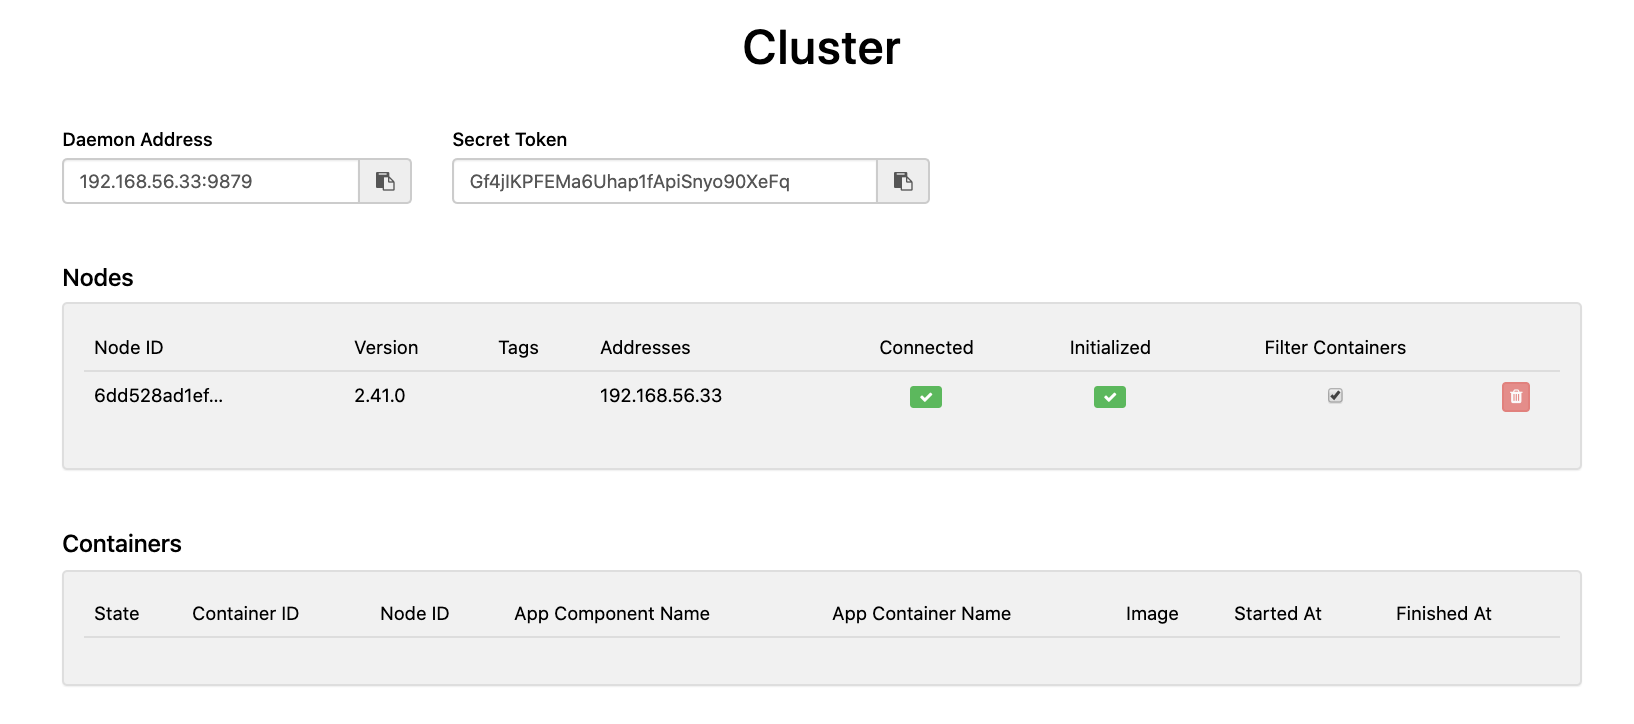 Cluster
Daemon Address Secret Token
192.168.56.33:9879 Gf4jlKPFEMa6Uhap1fApiSnyo90XeFq
Nodes
Node ID Version Tags Addresses Connected Initialized Filter Containers
6dd528ad1ef... 2.41.0 192.168.56.33
Containers
State Container ID Node ID App Component Name App Container Name Image Started At Finished At